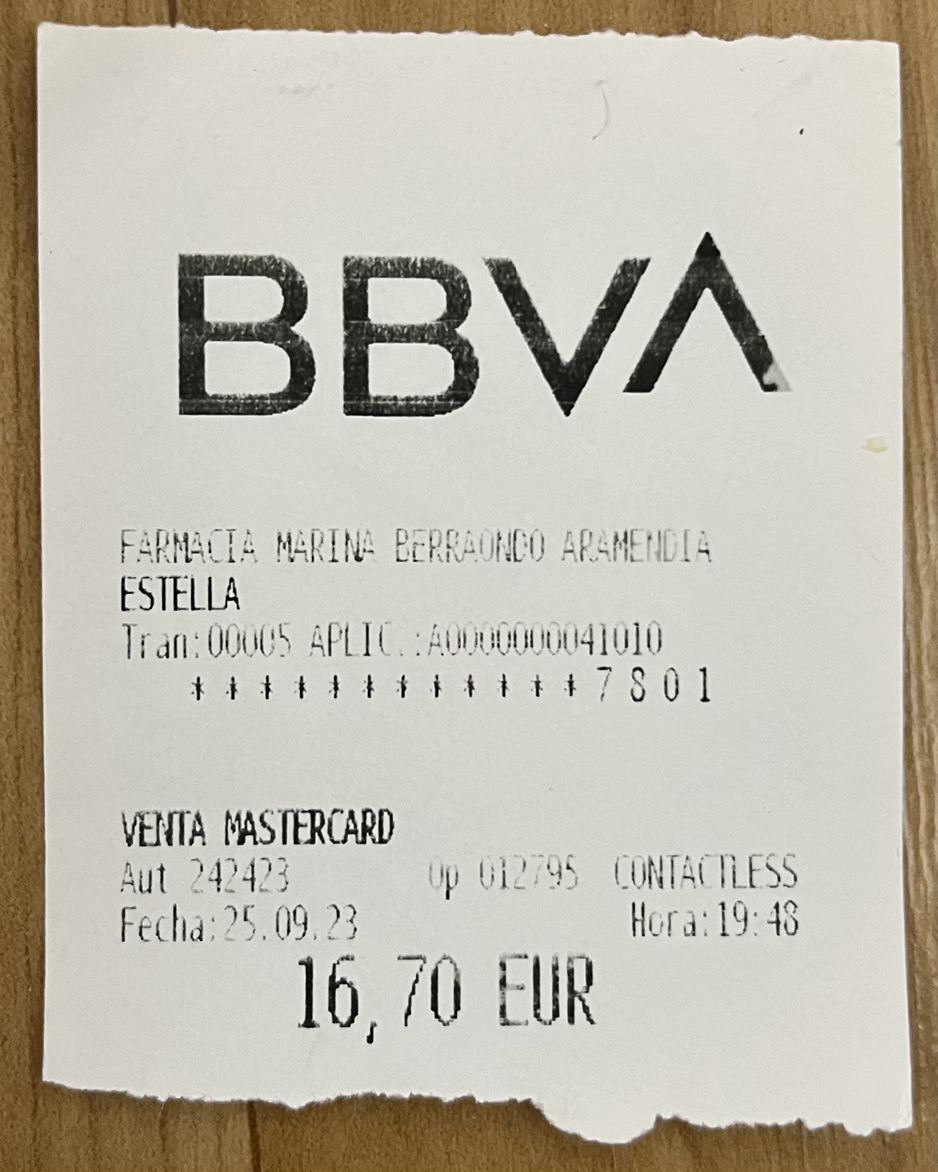 BBVA
FARMACIA MARINA BERRAONDO ARAMENDIA
ESTELLA
Tran:00005 APLIC.:A0000000041010
************7801
VENTA MASTERCARD
Aut 242423 Op 012795 CONTACTLESS
Fecha:25.09.23 Hora:19:48
16,70 EUR